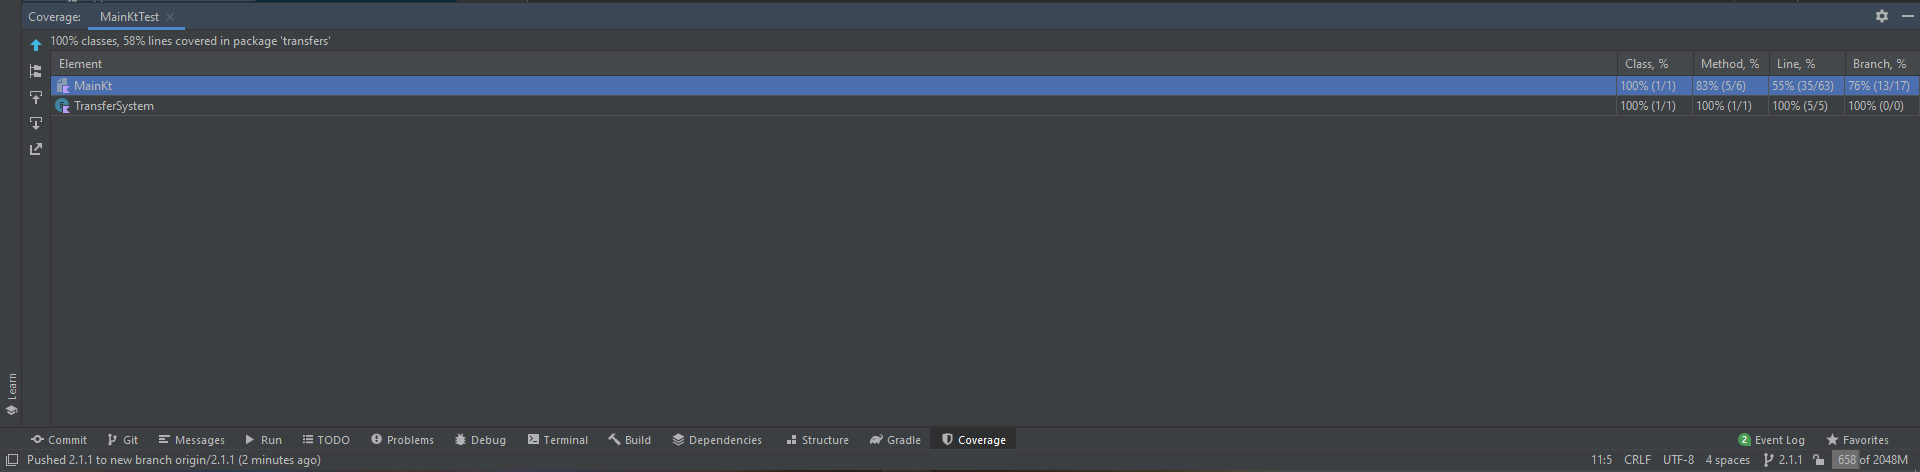 Coverage: MainKtTest
100% classes, 58% lines covered in package 'transfers'
Element Class, % Method, % Line, % Branch, %
MainKt 100% (1/1) 83% (5/6) 55% (35/63) 76% (13/17)
TransferSystem 100% (1/1) 100% (1/1) 100% (5/5) 100% (0/0)
Learn
Commit Git Messages Run TODO Problems Debug Terminal Build Dependencies Structure Gradle Coverage 2 Event Log Favorites
Pushed 2.1.1 to new branch origin/2.1.1 (2 minutes ago) 11:5 CRLF UTF-8 4 spaces 2.1.1 658 of 2048M